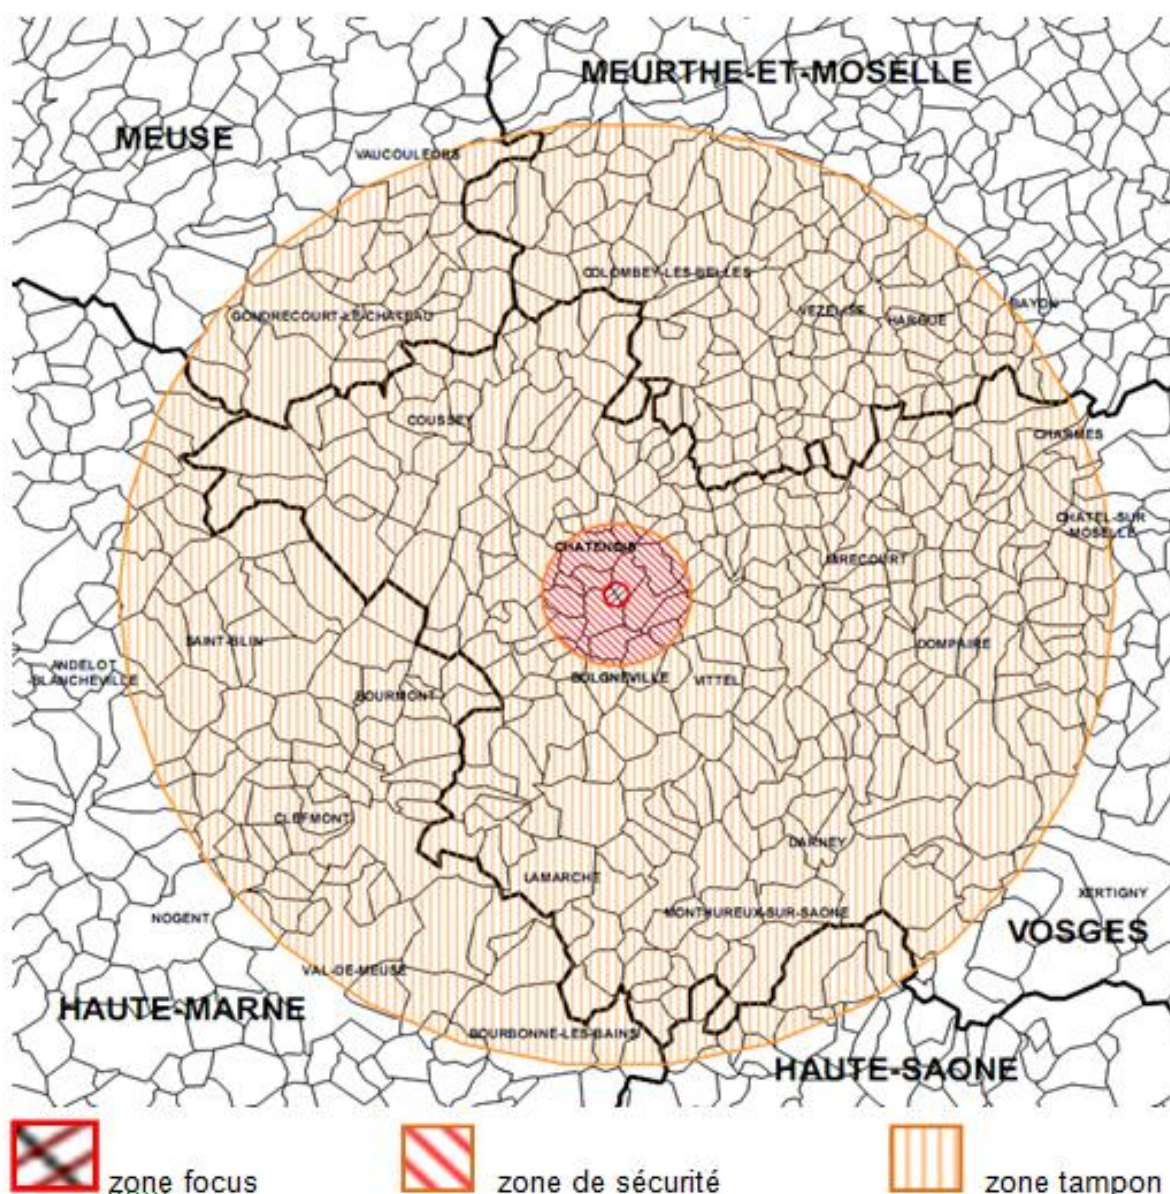 MEURTHE-ET-MOSELLE
MEUSE
VAUCOULEURS
COLOMBEY-LES-BELLES
GONDRECOURT-LE-CHATEAU
VEZELISE
HAROUE
BAYON
COUSSEY
CHARMES
CHATEL-SUR
-MOSELLE
CHATENOIS
MIRECOURT
SAINT-BLIN
DOMPAIRE
ANDELOT
-BLANCHEVILLE
BOURMONT
BULGNEVILLE
VITTEL
CLEFMONT
DARNEY
LAMARCHE
XERTIGNY
NOGENT
MONTHUREUX-SUR-SAONE
VOSGES
VAL-DE-MEUSE
HAUTE-MARNE
BOURBONNE-LES-BAINS
HAUTE-SAONE
zone focus
zone de sécurité
zone tampon